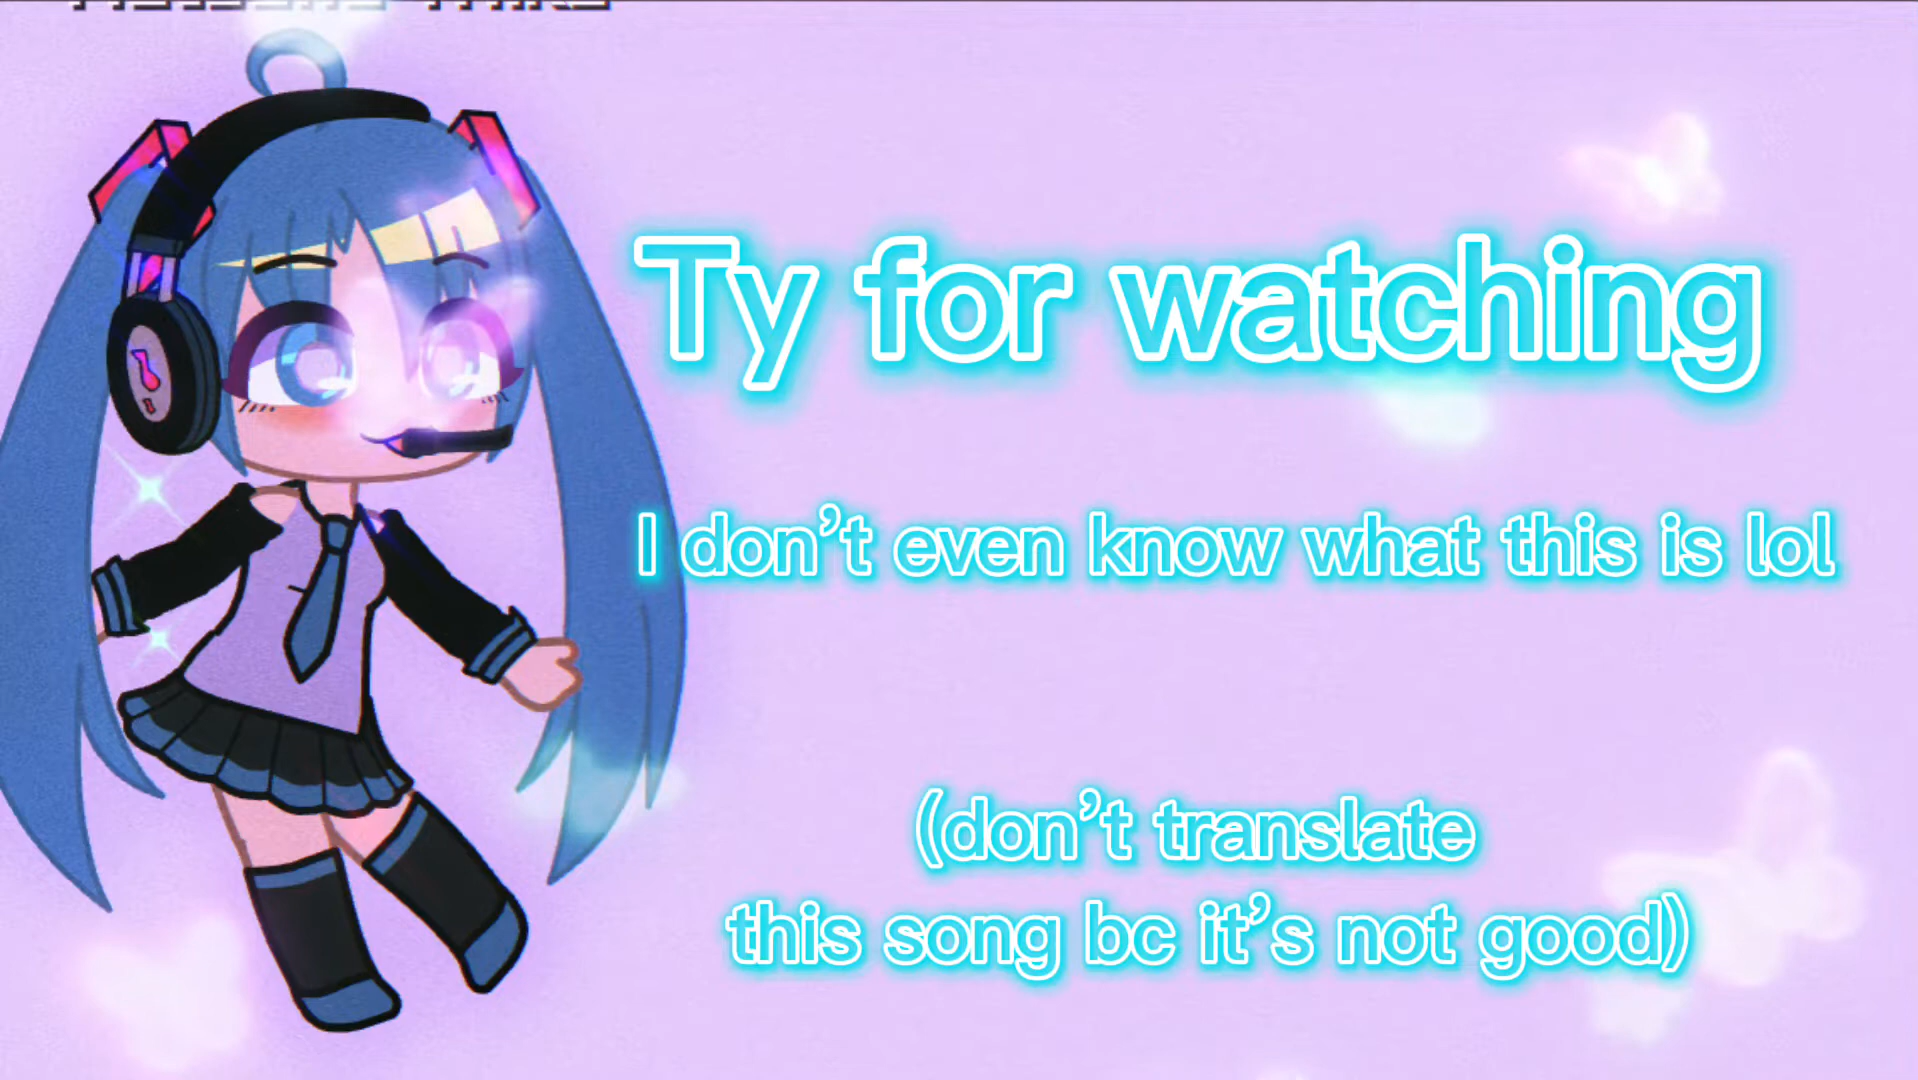 Ty for watching
I don't even know what this is lol
(don't translate
this song bc it's not good)